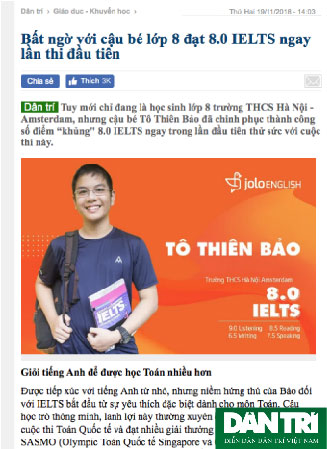 Dân trí › Giáo dục - Khuyến học ›
Thứ Hai 19/11/2018 - 14:03
Bất ngờ với cậu bé lớp 8 đạt 8.0 IELTS ngay
lần thi đầu tiên
Chia sẻ
Thích 3K
Dân trí Tuy mới chỉ đang là học sinh lớp 8 trường THCS Hà Nội -
Amsterdam, nhưng cậu bé Tô Thiên Bảo đã chinh phục thành công
số điểm “khủng” 8.0 IELTS ngay trong lần đầu tiên thử sức với cuộc
thi này.
jolo ENGLISH
TÔ THIÊN BẢO
Trường THCS Hà Nội Amsterdam
8.0
IELTS
9.0 Listening 8.5 Reading
6.5 Writing 7.5 Speaking
IELTS
Giỏi tiếng Anh để được học Toán nhiều hơn
Được tiếp xúc với tiếng Anh từ nhỏ, nhưng niềm hứng thú của Bảo đối
với IELTS bắt đầu từ sự yêu thích đặc biệt dành cho môn Toán. Cậu
học trò thông minh, lanh lợi này thường xuyên
cuộc thi Toán Quốc tế và đạt nhiều giải thưởng
SASMO (Olympic Toán Quốc tế Singapore và
DÂN TRÍ
DIỄN ĐÀN DÂN TRÍ VIỆT NAM